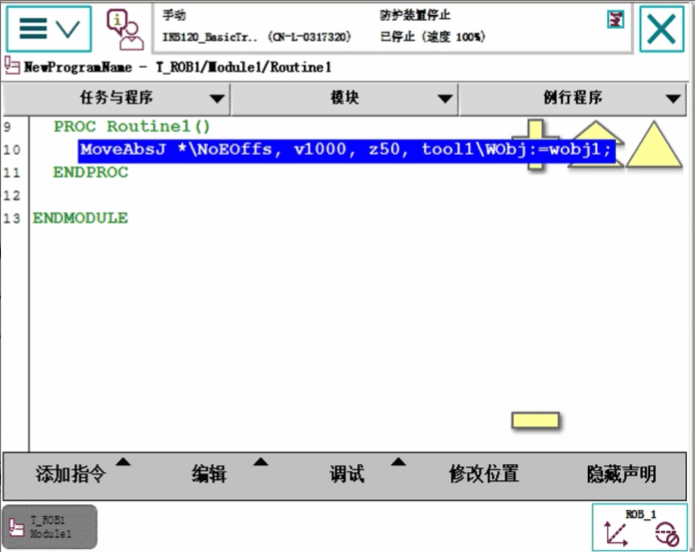 手动
防护装置停止
IRB120_BasicTr.. (CN-L-0317320)
已停止 (速度 100%)
NewProgramName - T_ROB1/Module1/Routine1
任务与程序
模块
例行程序
9 PROC Routine1()
10 MoveAbsJ *\NoEOffs, v1000, z50, tool1\WObj:=wobj1;
11 ENDPROC
12
13 ENDMODULE
添加指令
编辑
调试
修改位置
隐藏声明
T_ROB1
Module1
ROB_1